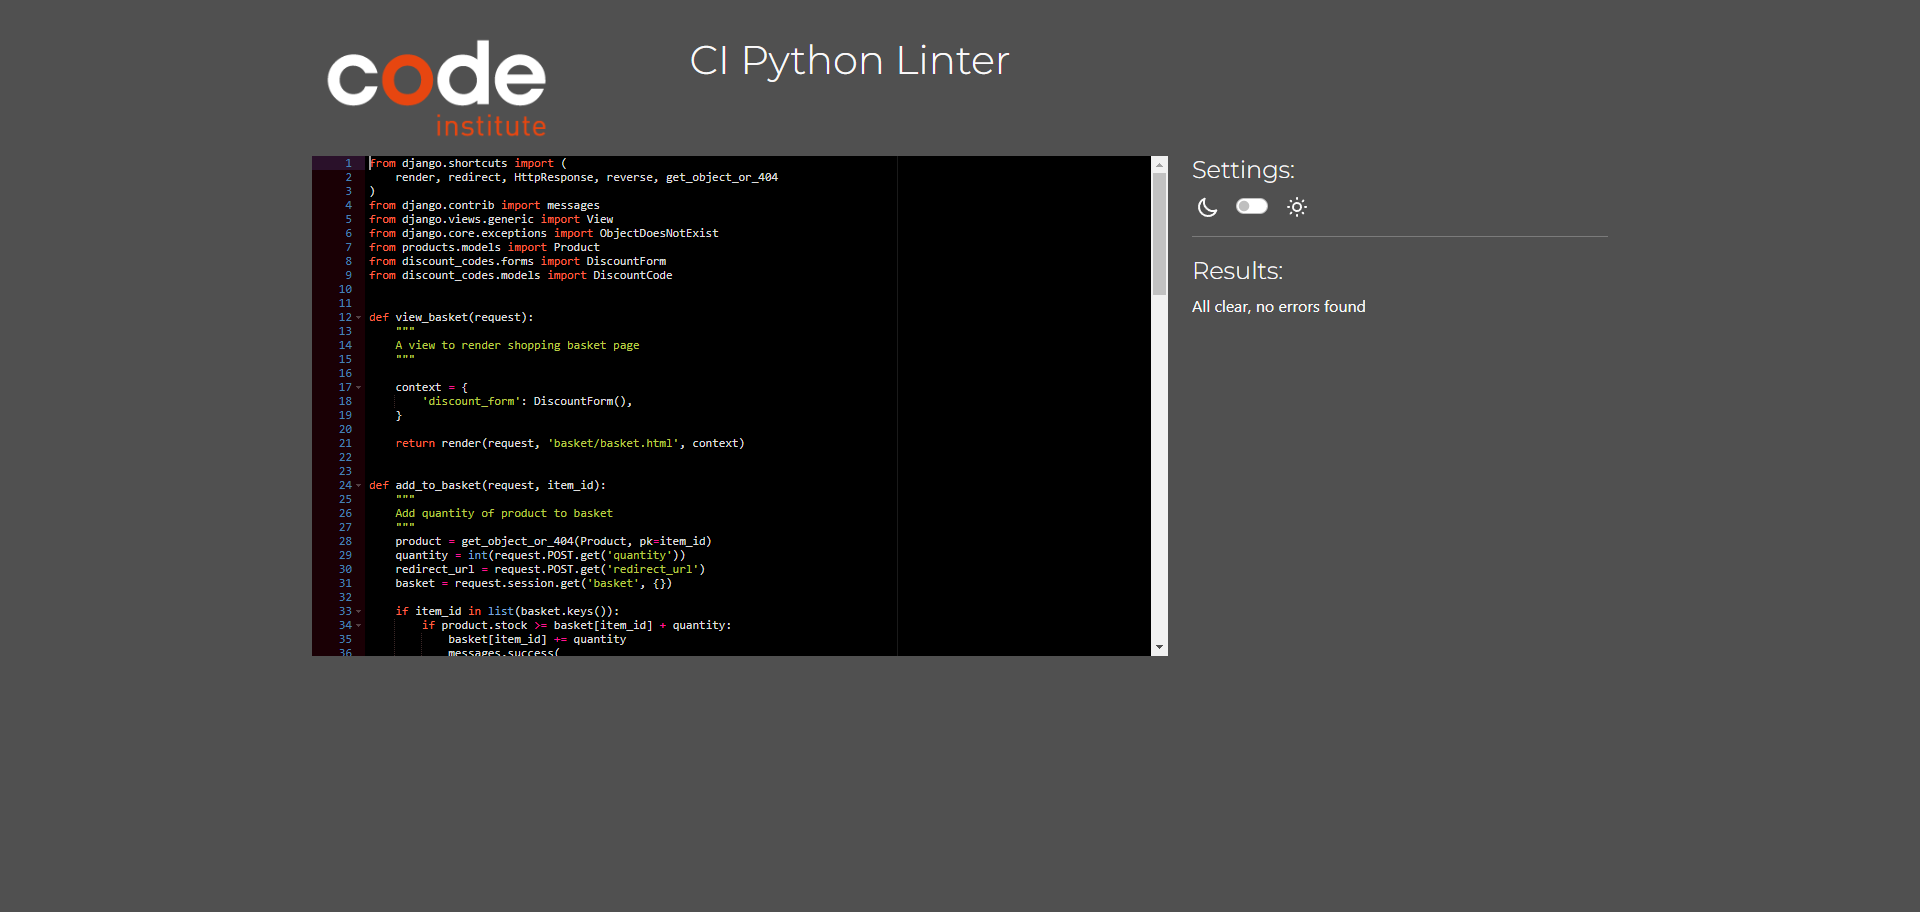 code
institute
CI Python Linter
1 from django.shortcuts import (
2     render, redirect, HttpResponse, reverse, get_object_or_404
3 )
4 from django.contrib import messages
5 from django.views.generic import View
6 from django.core.exceptions import ObjectDoesNotExist
7 from products.models import Product
8 from discount_codes.forms import DiscountForm
9 from discount_codes.models import DiscountCode
10
11
12 def view_basket(request):
13     """
14     A view to render shopping basket page
15     """
16
17     context = {
18         'discount_form': DiscountForm(),
19     }
20
21     return render(request, 'basket/basket.html', context)
22
23
24 def add_to_basket(request, item_id):
25     """
26     Add quantity of product to basket
27     """
28     product = get_object_or_404(Product, pk=item_id)
29     quantity = int(request.POST.get('quantity'))
30     redirect_url = request.POST.get('redirect_url')
31     basket = request.session.get('basket', {})
32
33     if item_id in list(basket.keys()):
34         if product.stock >= basket[item_id] + quantity:
35             basket[item_id] += quantity
36             messages.success(
Settings:
Results:
All clear, no errors found